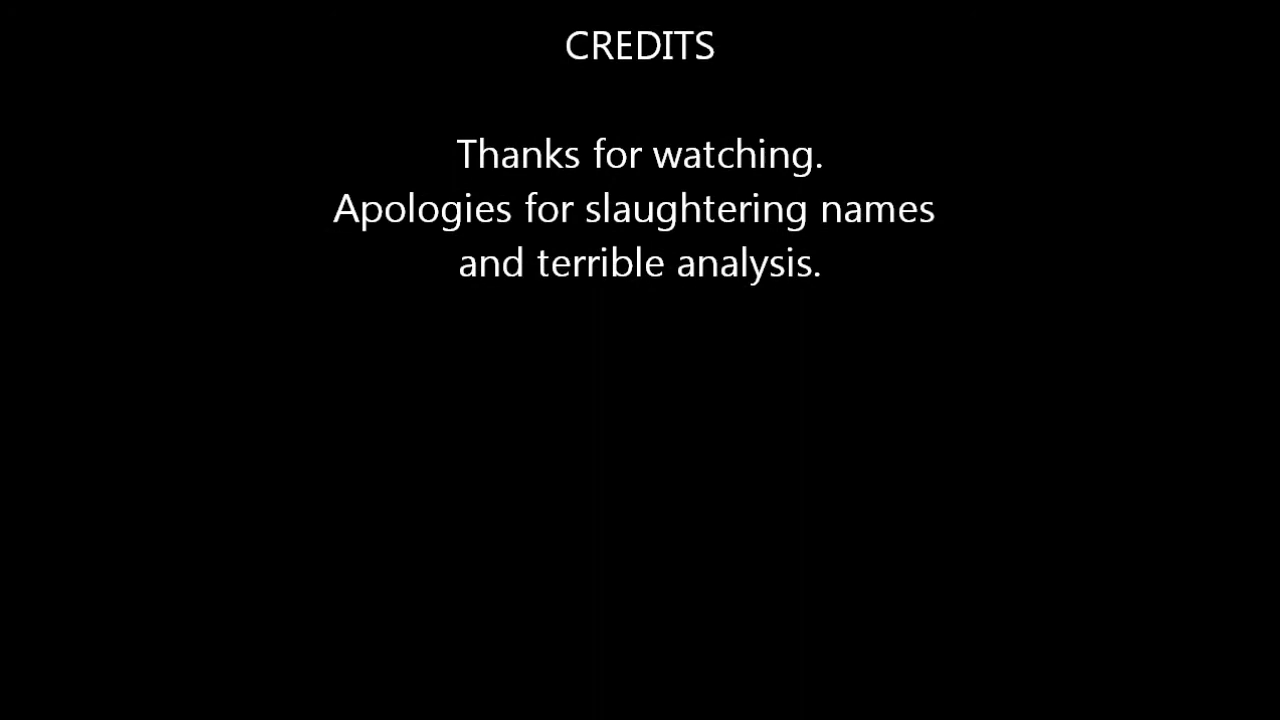 CREDITS
Thanks for watching.
Apologies for slaughtering names
and terrible analysis.